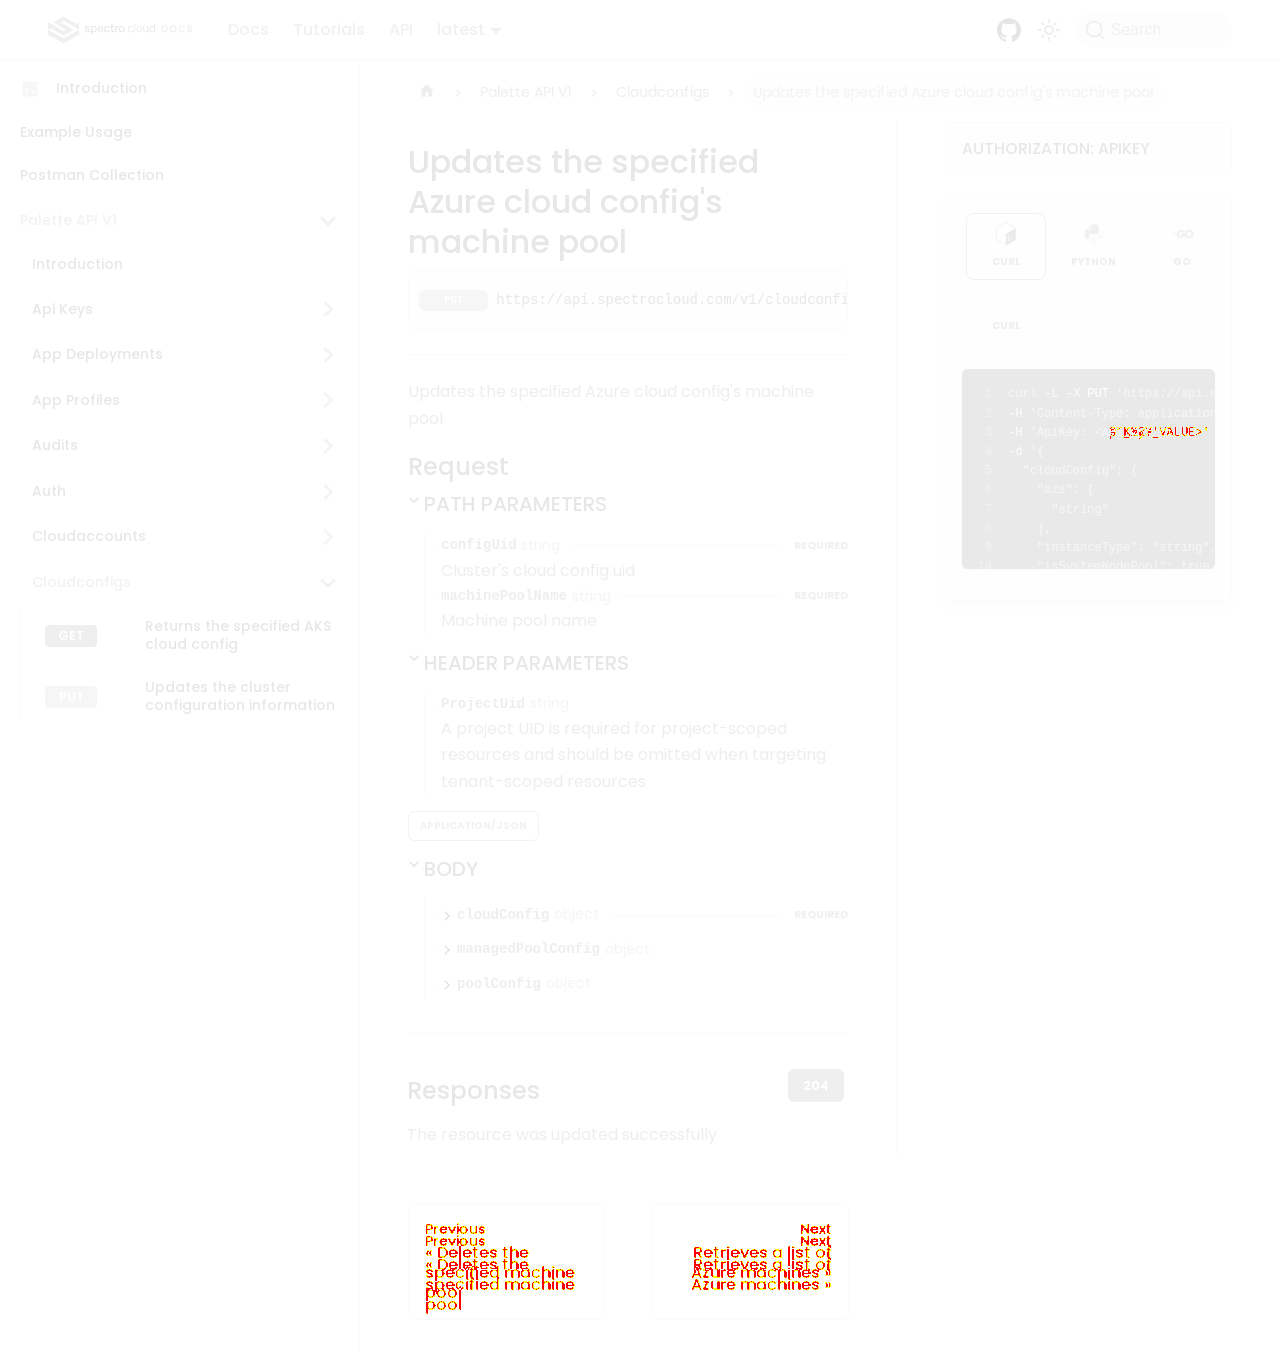 spectro cloud DOCS
Docs
Tutorials
API
latest
Search
Introduction
Example Usage
Postman Collection
Palette API V1
Introduction
Api Keys
App Deployments
App Profiles
Audits
Auth
Cloudaccounts
Cloudconfigs
GET
Returns the specified AKS
cloud config
PUT
Updates the cluster
configuration information
Palette API V1
Cloudconfigs
Updates the specified Azure cloud config's machine pool
Updates the specified
Azure cloud config's
machine pool
PUT
https://api.spectrocloud.com/v1/cloudconfi
Updates the specified Azure cloud config's machine
pool
Request
PATH PARAMETERS
configUid string
REQUIRED
Cluster's cloud config uid
machinePoolName string
REQUIRED
Machine pool name
HEADER PARAMETERS
ProjectUid string
A project UID is required for project-scoped
resources and should be omitted when targeting
tenant-scoped resources
APPLICATION/JSON
BODY
cloudConfig object
REQUIRED
managedPoolConfig object
poolConfig object
Responses
204
The resource was updated successfully
Previous
« Deletes the
specified machine
pool
Next
Retrieves a list of
Azure machines »
AUTHORIZATION: APIKEY
CURL
PYTHON
GO
GO
CURL
1 curl -L -X PUT 'https://api.s
2 -H 'Content-Type: application
3 -H 'ApiKey:
4 -d '{
5 "cloudConfig": {
6 "azs": [
7 "string"
8 ],
9 "instanceType": "string",
10 "isSystemNodePool": true,